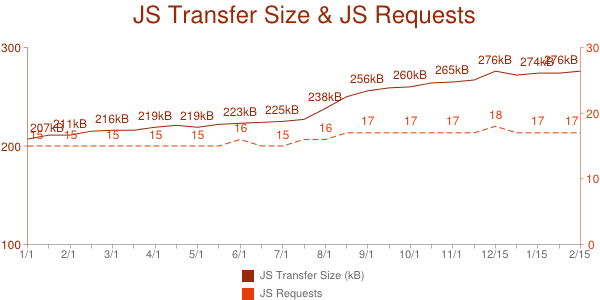 JS Transfer Size & JS Requests
300 30
276kB 274kB 276kB
256kB 260kB 265kB
207kB 211kB 216kB 219kB 219kB 223kB 225kB 238kB
15 15 15 15 15 16 15 16 17 17 17 18 17 17
20
200
10
100 0
1/1 2/1 3/1 4/1 5/1 6/1 7/1 8/1 9/1 10/1 11/1 12/15 1/15 2/15
JS Transfer Size (kB)
JS Requests